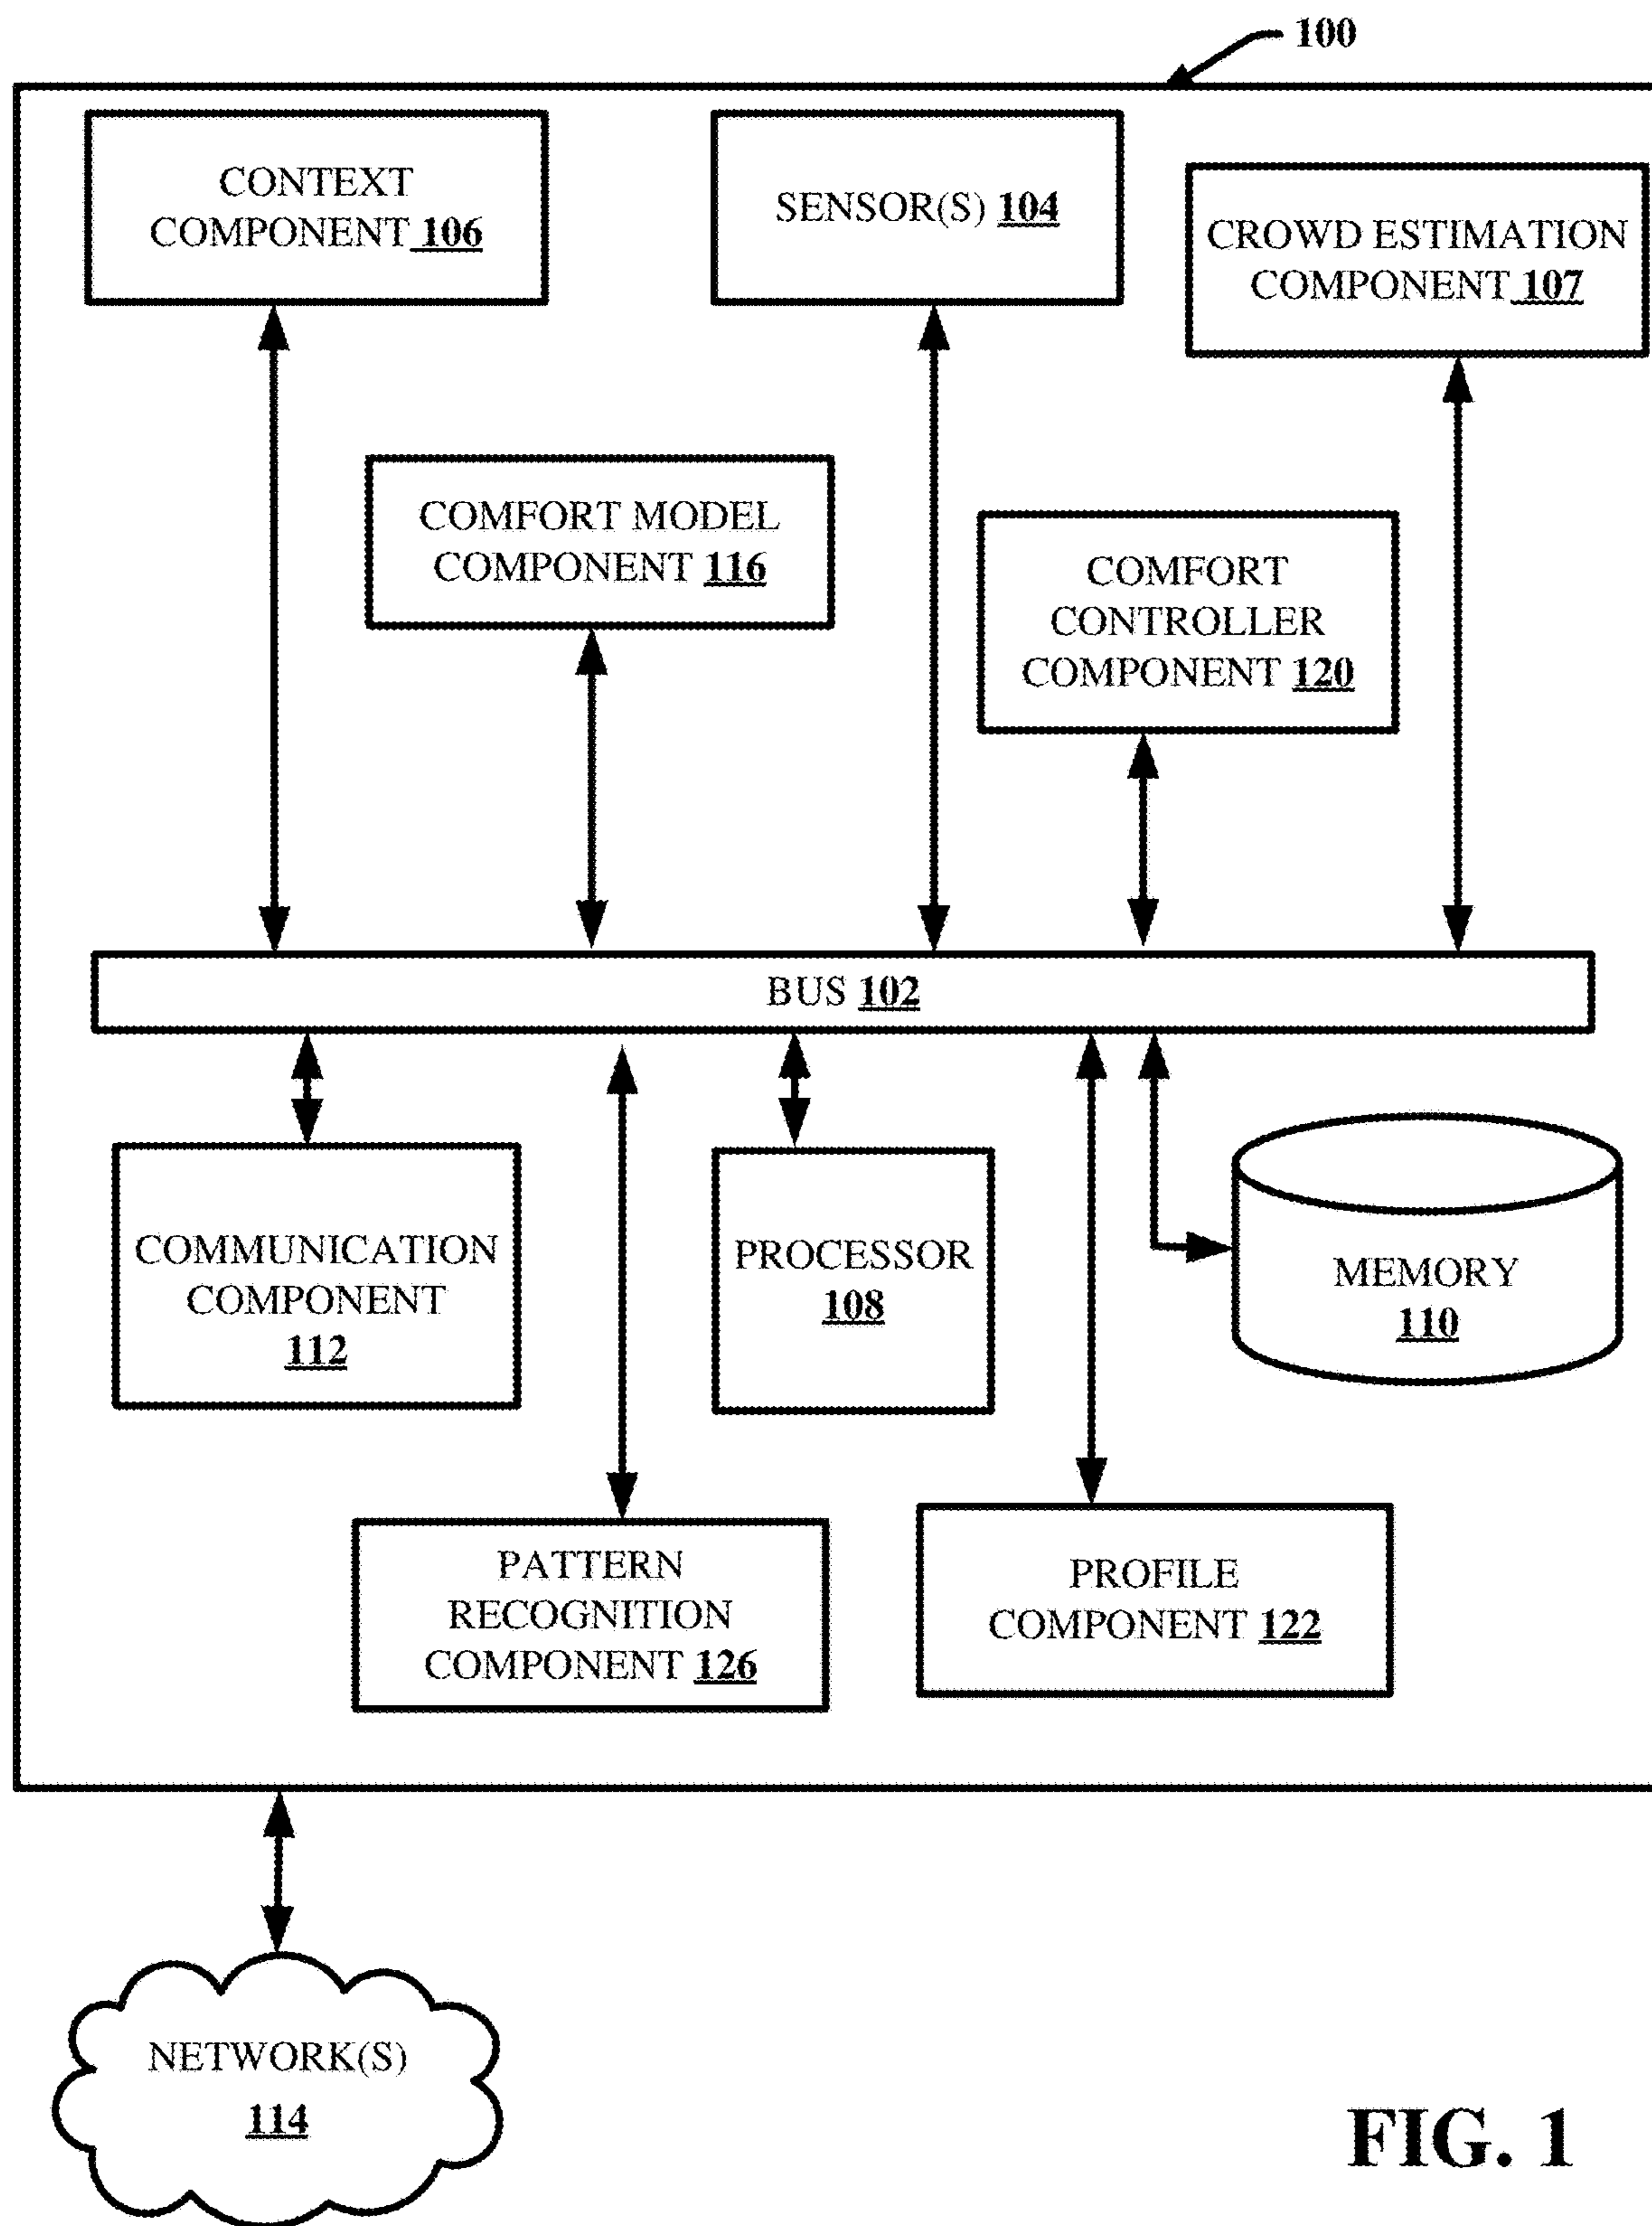 100
CONTEXT
COMPONENT 106
SENSOR(S) 104
CROWD ESTIMATION
COMPONENT 107
COMFORT MODEL
COMPONENT 116
COMFORT
CONTROLLER
COMPONENT 120
BUS 102
COMMUNICATION
COMPONENT
112
PROCESSOR
108
MEMORY
110
PATTERN
RECOGNITION
COMPONENT 126
PROFILE
COMPONENT 122
NETWORK(S)
114
FIG. 1